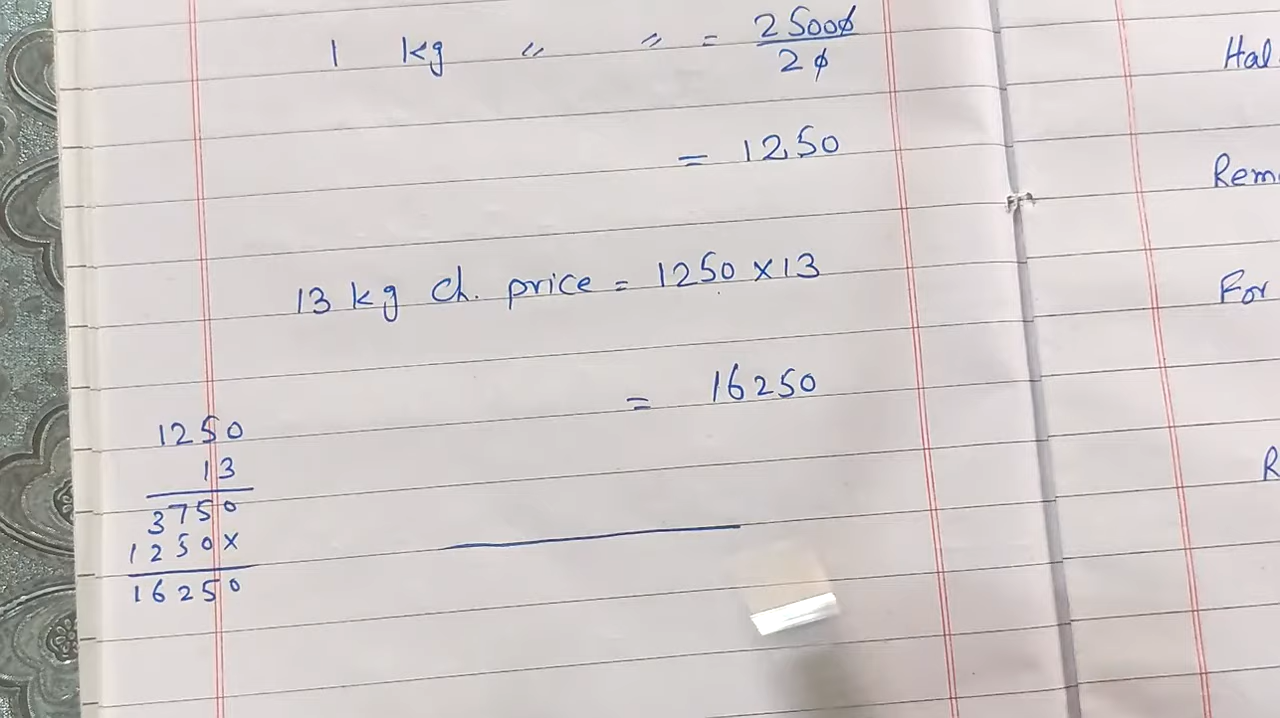 1 kg " " = 25000/20
= 1250
13 kg Ch. price = 1250 x 13
= 16250
1250
13
3750
1250x
16250
Hal
Rem
For
R